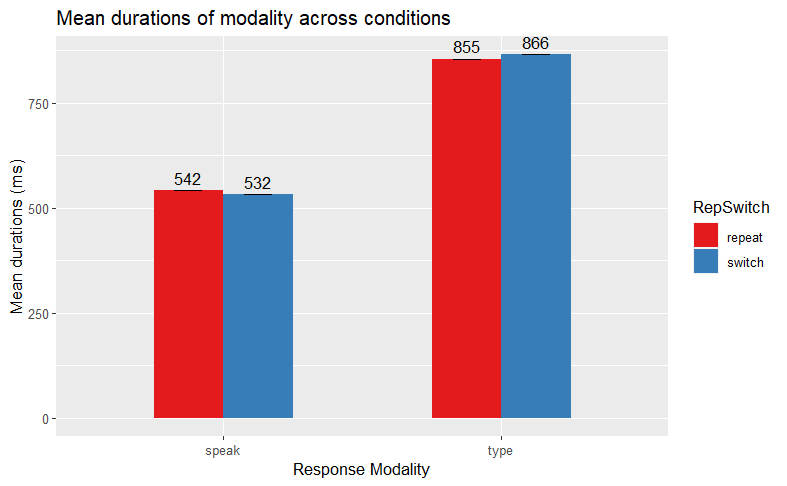 Mean durations of modality across conditions
855
866
542
532
750
500
250
0
Mean durations (ms)
speak
type
Response Modality
RepSwitch
repeat
switch